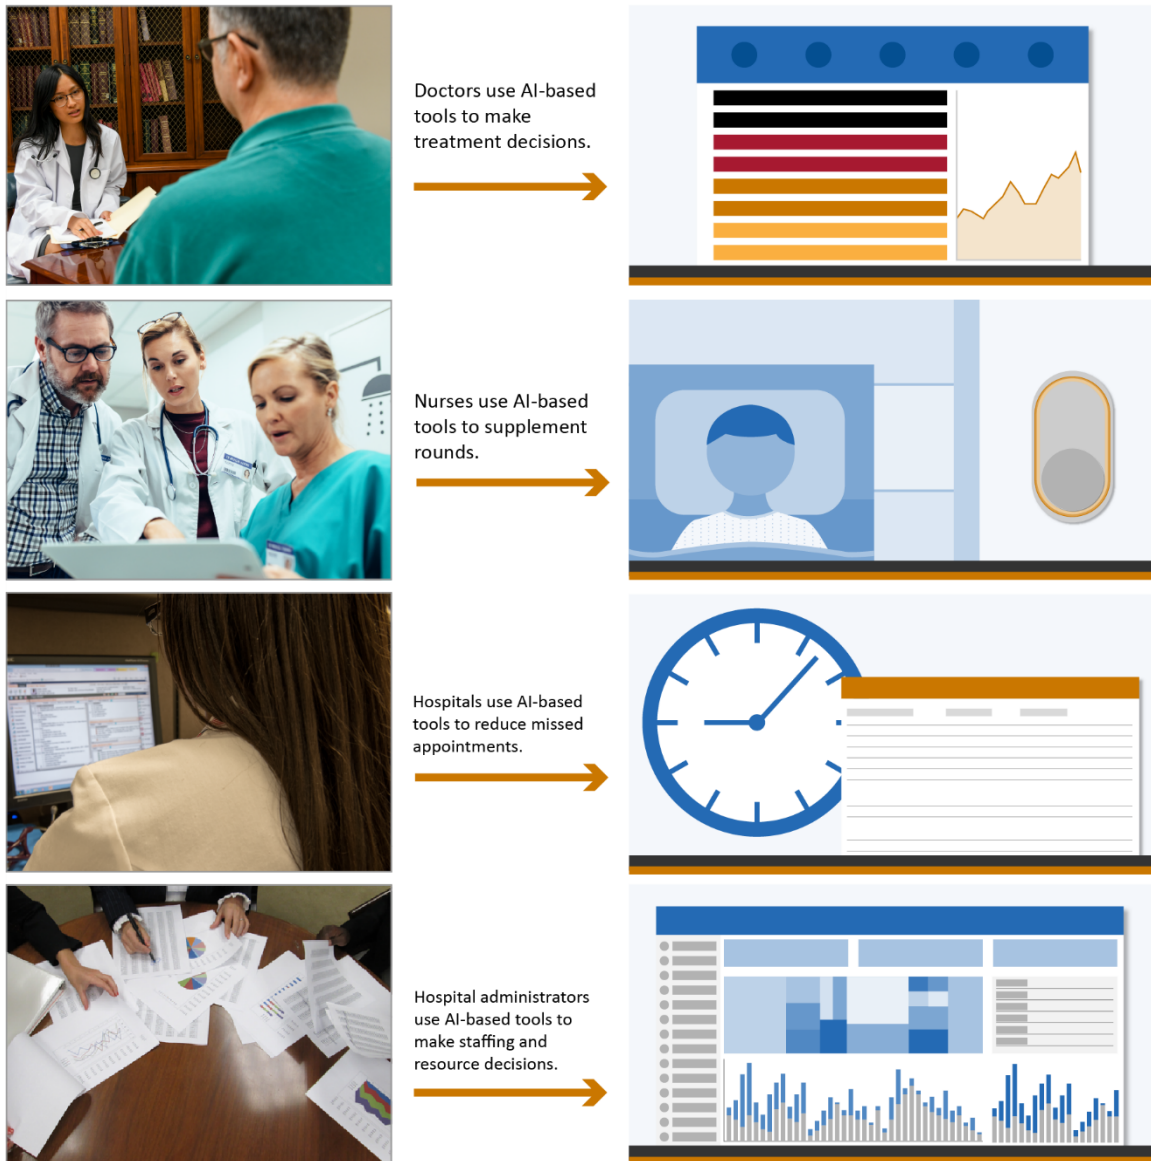 Doctors use AI-based
tools to make
treatment decisions.
Nurses use AI-based
tools to supplement
rounds.
Hospitals use AI-based
tools to reduce missed
appointments.
Hospital administrators
use AI-based tools to
make staffing and
resource decisions.